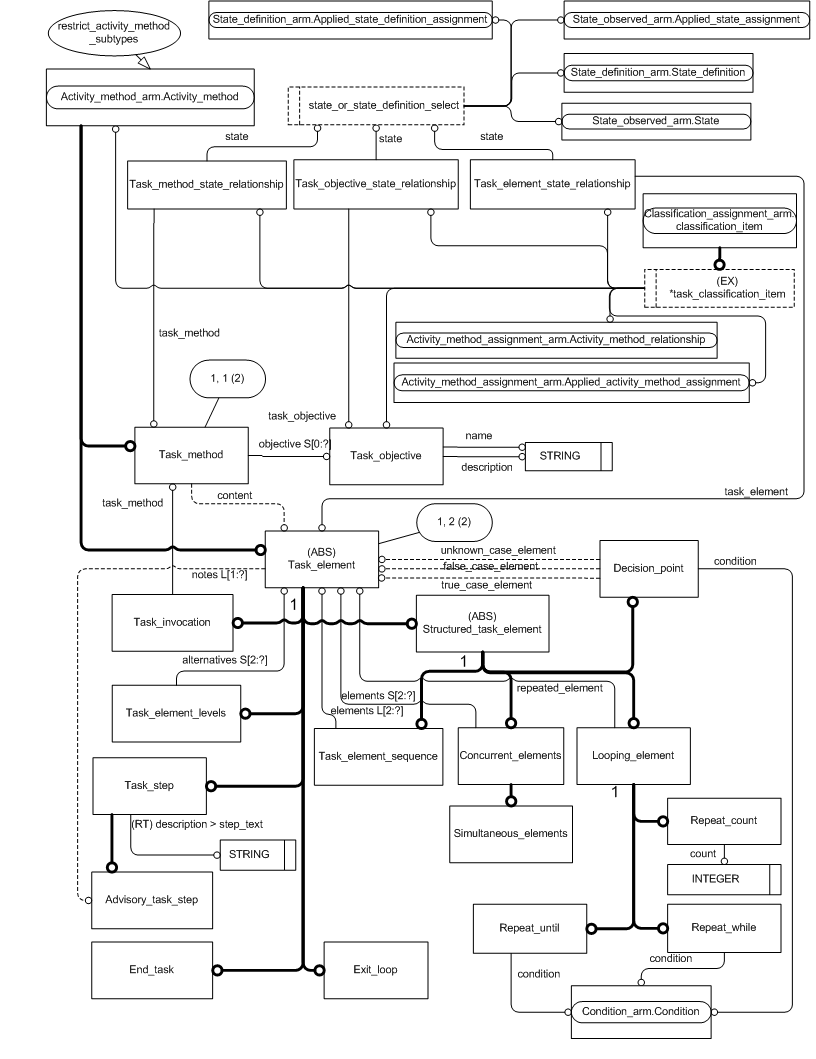 restrict_activity_method
_subtypes
State_definition_arm.Applied_state_definition_assignment
State_observed_arm.Applied_state_assignment
Activity_method_arm.Activity_method
state_or_state_definition_select
State_definition_arm.State_definition
State_observed_arm.State
state
state
state
Task_method_state_relationship
Task_objective_state_relationship
Task_element_state_relationship
Classification_assignment_arm.
classification_item
(EX)
*task_classification_item
task_method
Activity_method_assignment_arm.Activity_method_relationship
Activity_method_assignment_arm.Applied_activity_method_assignment
1, 1 (2)
task_objective
objective S[0:?]
name
description
Task_method
Task_objective
STRING
task_method
content
task_element
1, 2 (2)
(ABS)
Task_element
unknown_case_element
false_case_element
true_case_element
Decision_point
condition
notes L[1:?]
1
Task_invocation
(ABS)
Structured_task_element
1
alternatives S[2:?]
elements S[2:?]
repeated_element
elements L[2:?]
Task_element_levels
Task_element_sequence
Concurrent_elements
Looping_element
Task_step
1
(RT) description > step_text
STRING
Simultaneous_elements
Repeat_count
count
INTEGER
Advisory_task_step
Repeat_until
Repeat_while
End_task
Exit_loop
condition
condition
Condition_arm.Condition